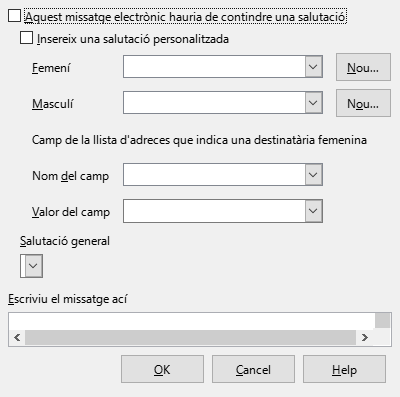 Aquest missatge electrònic hauria de contindre una salutació
Insereix una salutació personalitzada
Femení
Nou...
Masculí
Nou...
Camp de la llista d'adreces que indica una destinatària femenina
Nom del camp
Valor del camp
Salutació general
Escriviu el missatge ací
OK
Cancel
Help